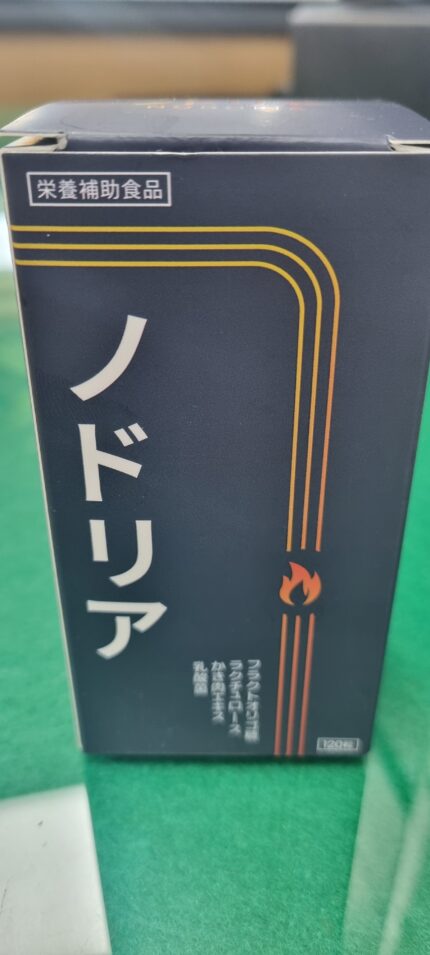 栄養補助食品
ノドリア
フラクトオリゴ糖
ラクチュロース
かき肉エキス
乳酸菌
120粒